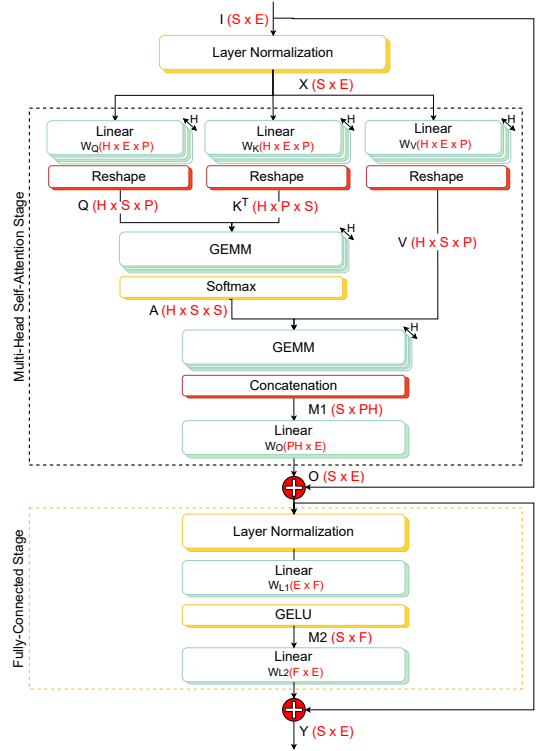 I (S x E)
Layer Normalization
X (S x E)
Multi-Head Self-Attention Stage
H
H
H
Linear
WQ(H x E x P)
Linear
WK(H x E x P)
Linear
WV(H x E x P)
Reshape
Reshape
Reshape
Q (H x S x P)
K^T (H x P x S)
V (H x S x P)
H
GEMM
Softmax
A (H x S x S)
H
GEMM
Concatenation
M1 (S x PH)
Linear
WO(PH x E)
O (S x E)
Fully-Connected Stage
Layer Normalization
Linear
WL1(E x F)
GELU
M2 (S x F)
Linear
WL2(F x E)
Y (S x E)